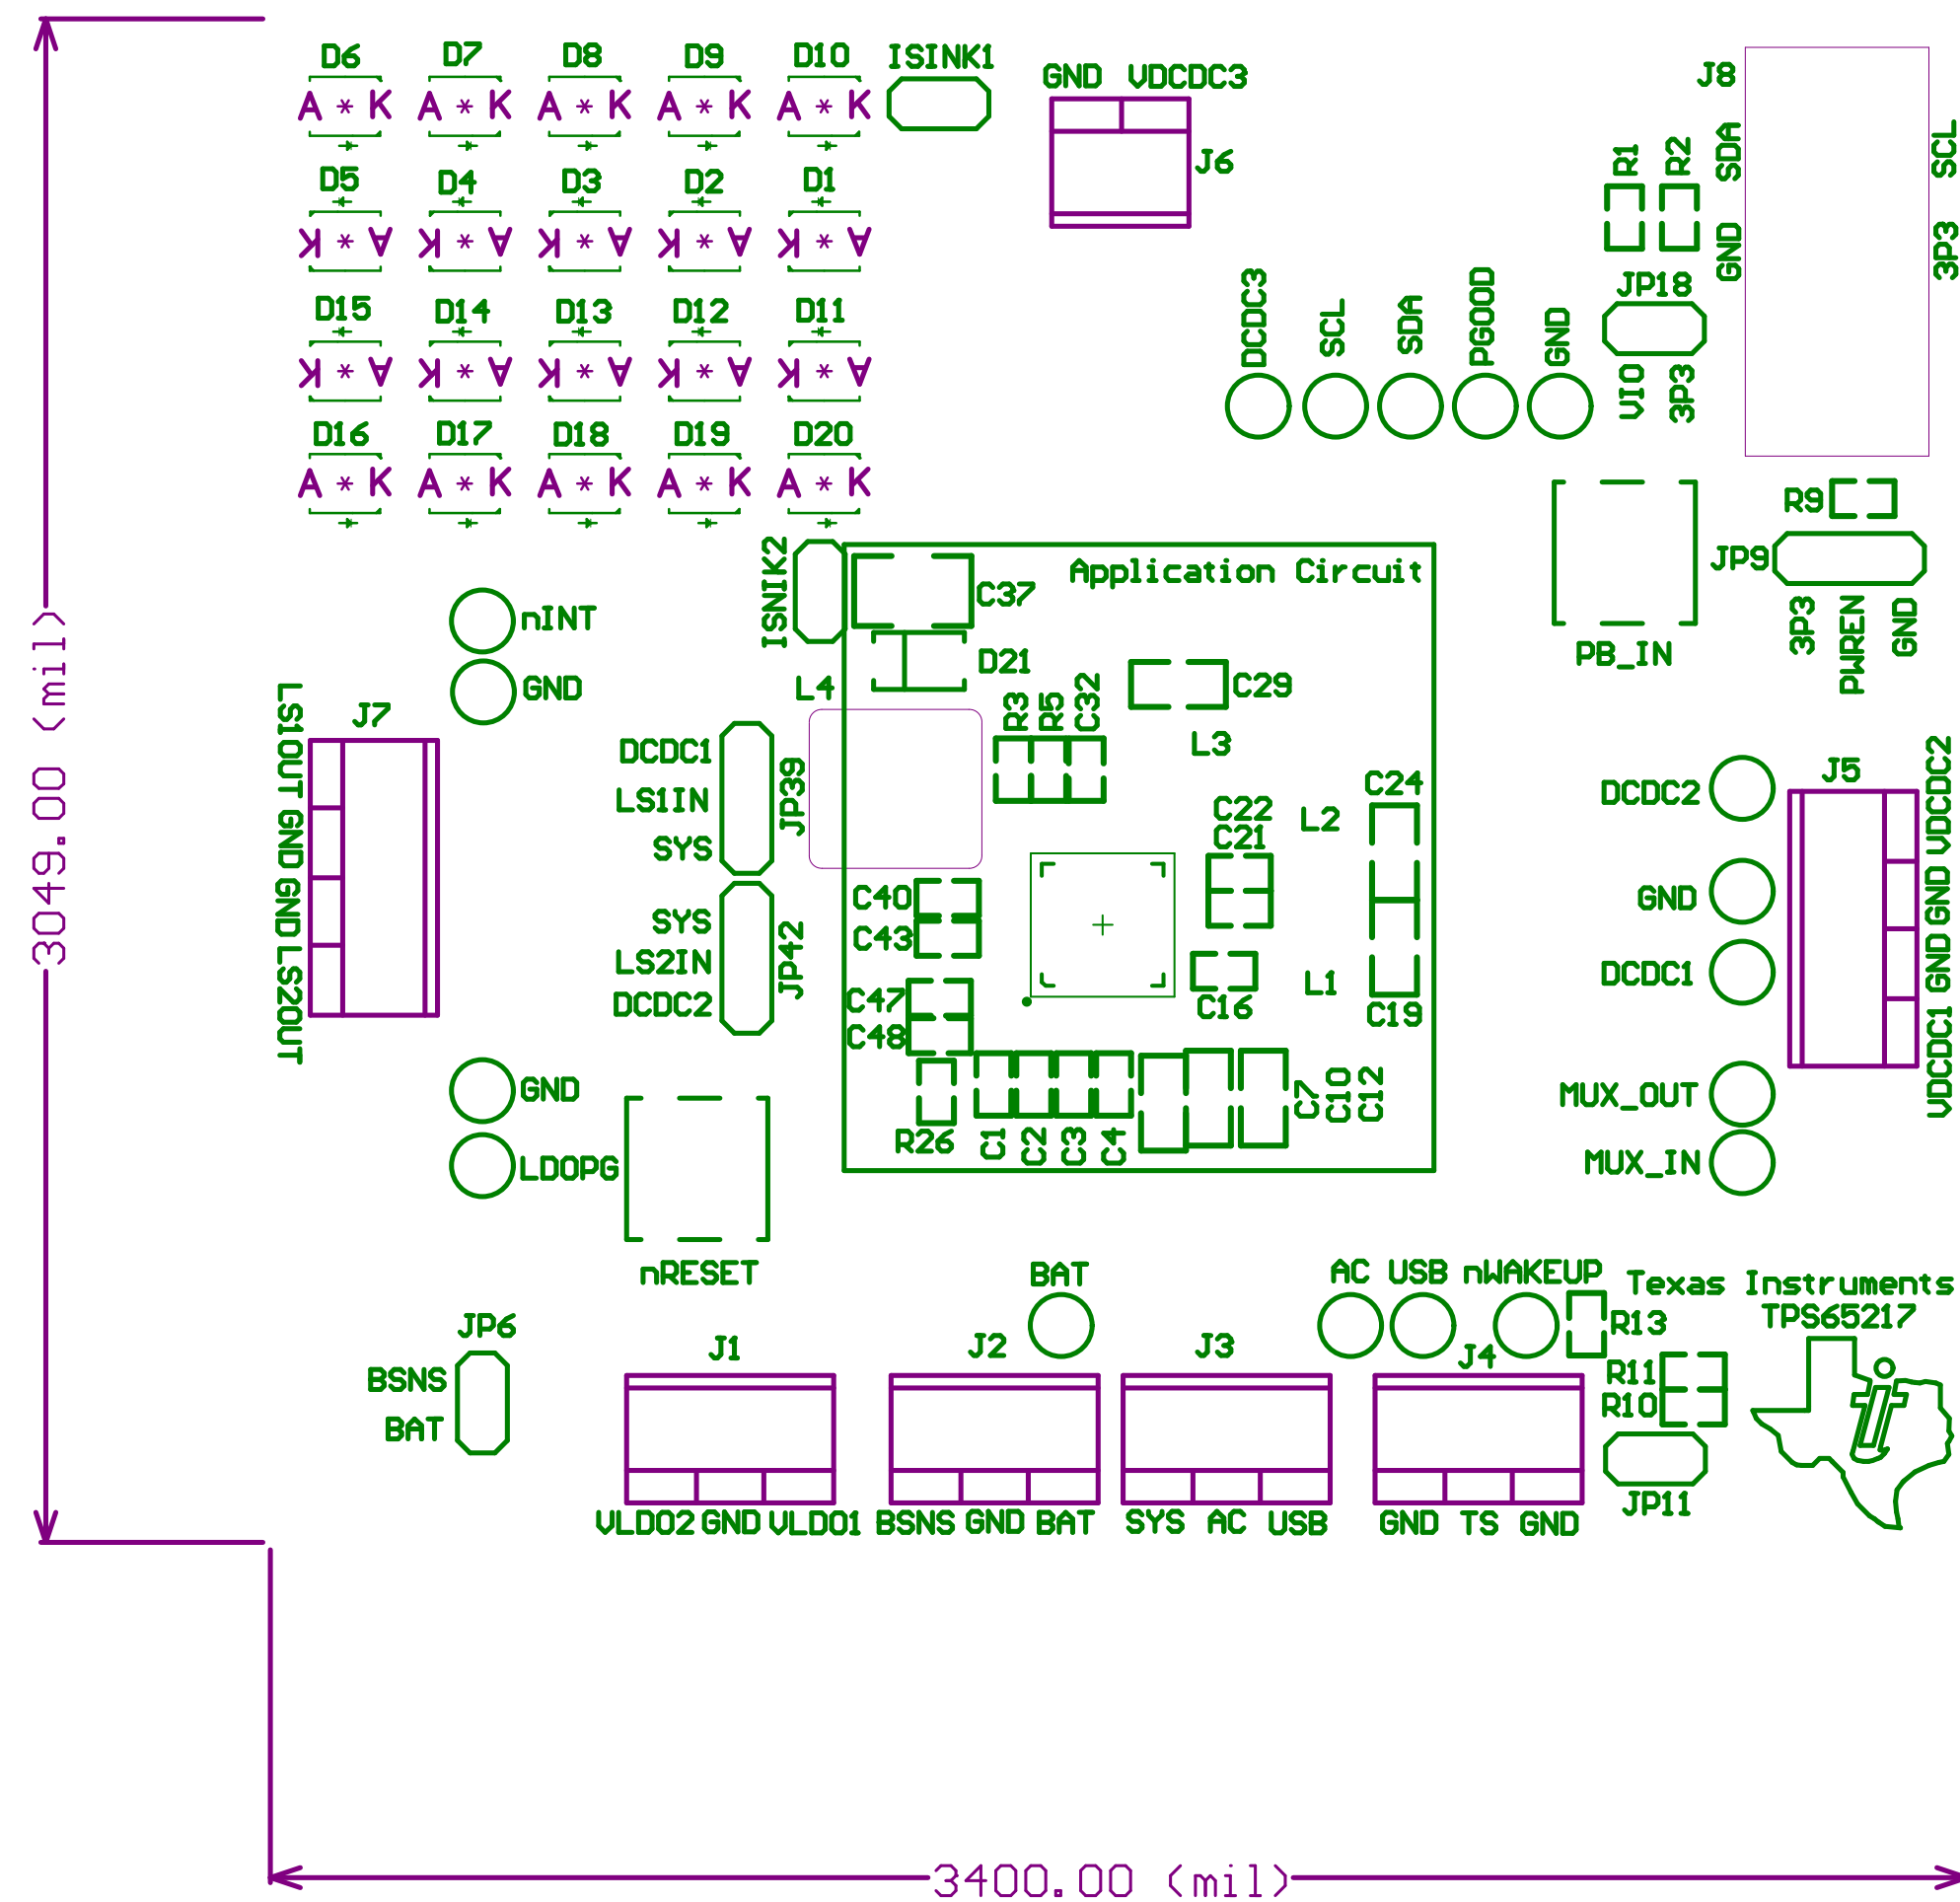 D6 D7 D8 D9 D10 ISINK1
GND VDCDC3
J8
A * K A * K A * K A * K A * K
J6
R1 R2 SDA SCL
D5 D4 D3 D2 D1
K * A K * A K * A K * A K * A
GND 3P3
JP18
D15 D14 D13 D12 D11
DCDC3 SCL SDA PGOOD GND
K * A K * A K * A K * A K * A
VIO 3P3
D16 D17 D18 D19 D20
A * K A * K A * K A * K A * K
R9
JP9
ISNIK2
Application Circuit
C37
3P3 PWREN GND
nINT
PB_IN
D21
GND
L4
C29
R3 R5 C32
L3
J7
LS1OUT GND GND LS2OUT
DCDC1
LS1IN
SYS
JP39
C24
C22
C21
L2
DCDC2
J5
VDCDC2 GND GND VDCDC1
GND
C40
C43
SYS
LS2IN
DCDC2
JP42
DCDC1
L1
C16
C19
C47
C48
GND
MUX_OUT
C7 C10 C12
R26 C1 C2 C3 C4
LDOPG
MUX_IN
nRESET
BAT
AC USB nWAKEUP
Texas Instruments
TPS65217
R13
JP6
J1 J2 J3 J4
BSNS
BAT
R11
R10
JP11
VLDO2 GND VLDO1 BSNS GND BAT SYS AC USB GND TS GND
3049.00 (mil)
3400.00 (mil)